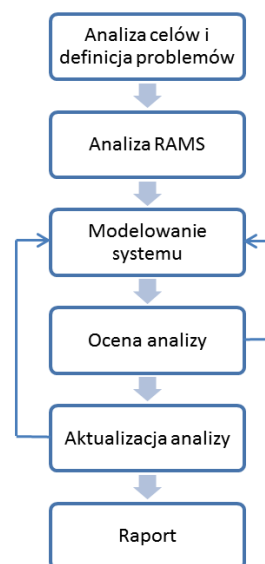 Analiza celów i
definicja problemów
Analiza RAMS
Modelowanie
systemu
Ocena analizy
Aktualizacja analizy
Raport